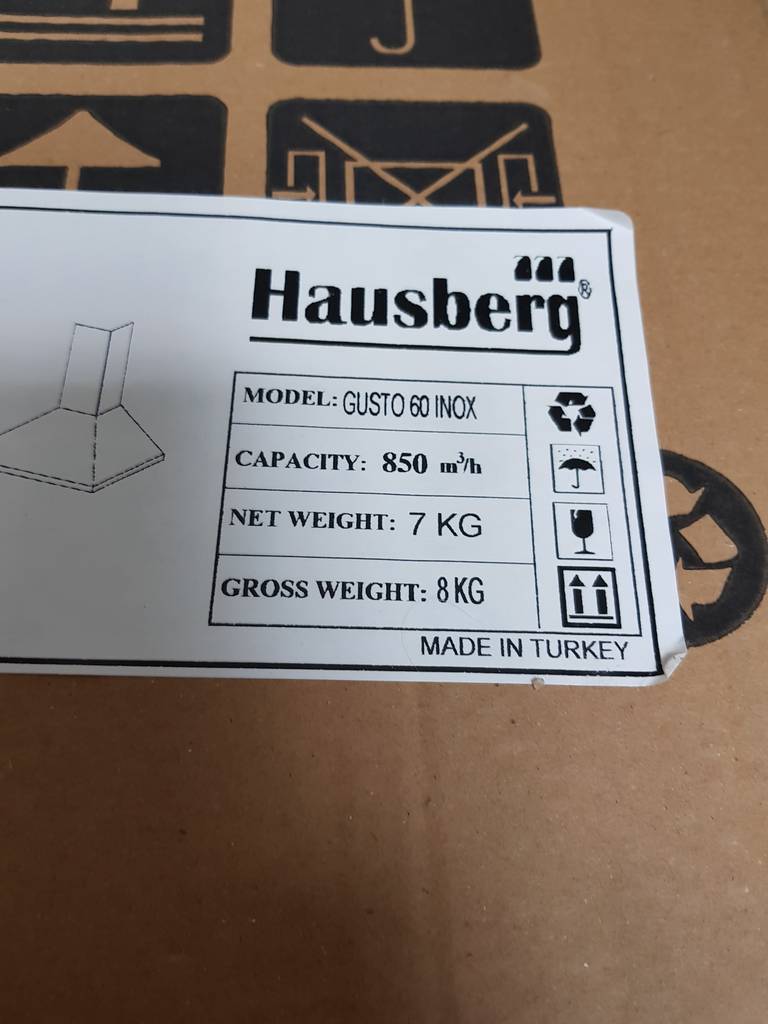 Hausberg®
MODEL: GUSTO 60 INOX
CAPACITY: 850 m³/h
NET WEIGHT: 7 KG
GROSS WEIGHT: 8 KG
MADE IN TURKEY